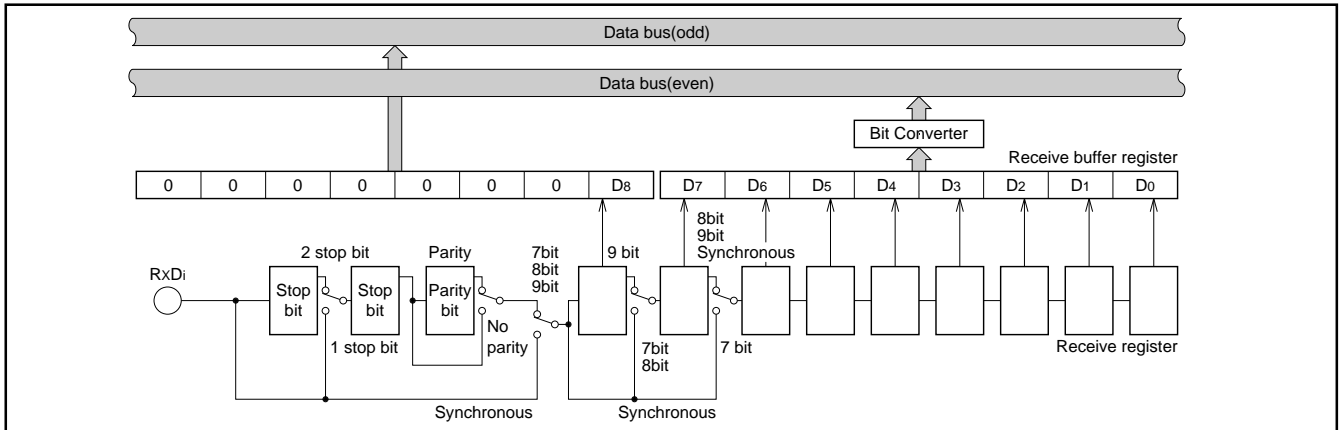 Data bus(odd)
Data bus(even)
Bit Converter
Receive buffer register
0 0 0 0 0 0 0 D8 D7 D6 D5 D4 D3 D2 D1 D0
8bit
9bit
Synchronous
2 stop bit
Parity
7bit
8bit
9bit
9 bit
RXDi
Stop
bit
Stop
bit
Parity
bit
No
parity
1 stop bit
7bit
8bit
7 bit
Receive register
Synchronous
Synchronous